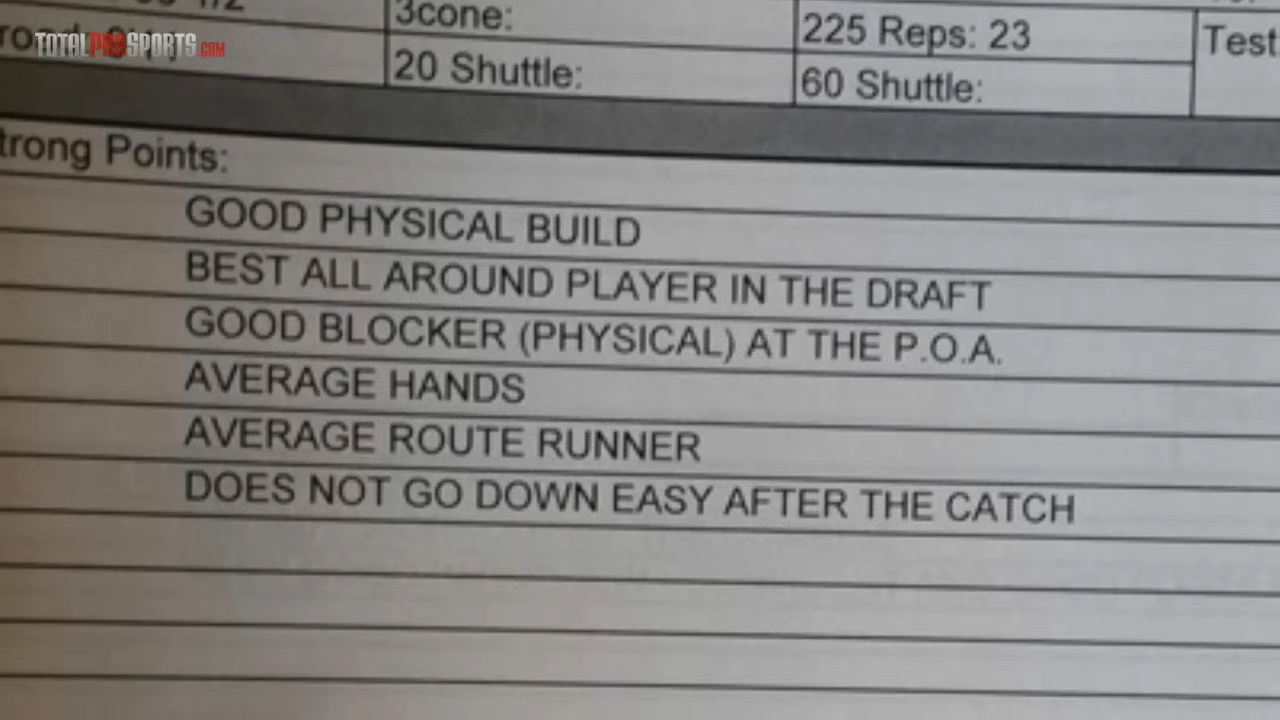 3cone:
225 Reps: 23
Test
TOTALPROSPORTS.COM
20 Shuttle:
60 Shuttle:
trong Points:
GOOD PHYSICAL BUILD
BEST ALL AROUND PLAYER IN THE DRAFT
GOOD BLOCKER (PHYSICAL) AT THE P.O.A.
AVERAGE HANDS
AVERAGE ROUTE RUNNER
DOES NOT GO DOWN EASY AFTER THE CATCH